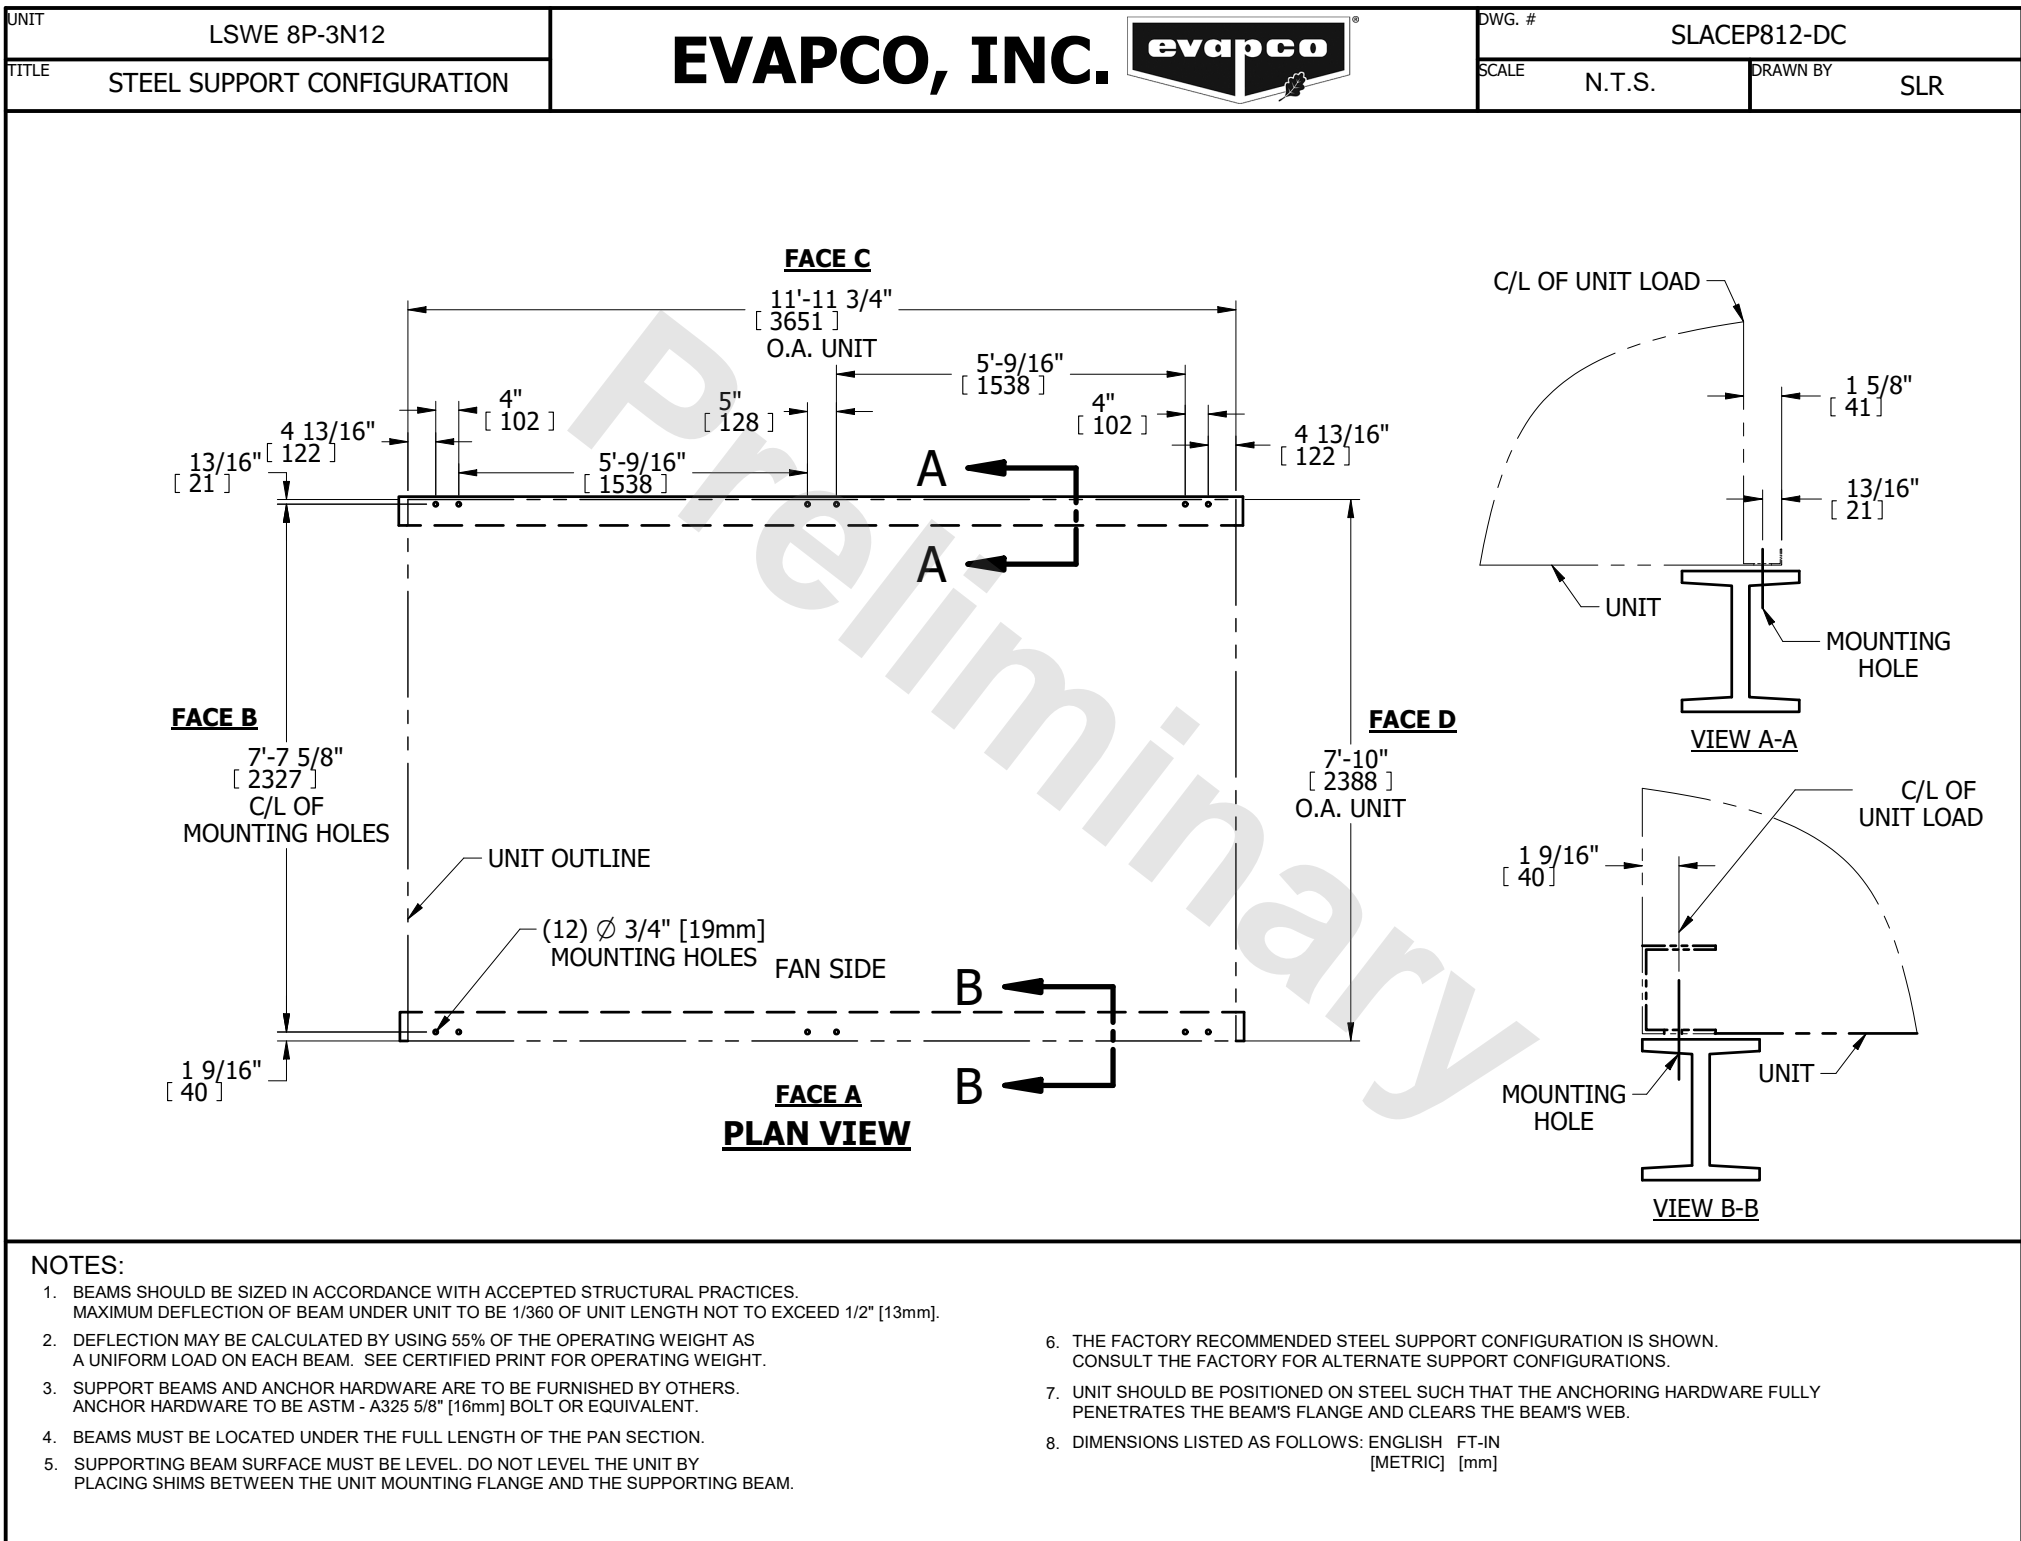 UNIT
LSWE 8P-3N12
TITLE
STEEL SUPPORT CONFIGURATION
EVAPCO, INC.
evapco
®
DWG. #
SLACEP812-DC
SCALE
N.T.S.
DRAWN BY
SLR
FACE C
11'-11 3/4"
[ 3651 ]
O.A. UNIT
5'-9/16"
[ 1538 ]
4"
[ 102 ]
5"
[ 128 ]
4"
[ 102 ]
4 13/16"
[ 122 ]
4 13/16"
[ 122 ]
13/16"
[ 21 ]
5'-9/16"
[ 1538 ]
A
A
FACE B
7'-7 5/8"
[ 2327 ]
C/L OF
MOUNTING HOLES
FACE D
7'-10"
[ 2388 ]
O.A. UNIT
UNIT OUTLINE
(12) Ø 3/4" [19mm]
MOUNTING HOLES
FAN SIDE
B
B
1 9/16"
[ 40 ]
FACE A
PLAN VIEW
Preliminary
C/L OF UNIT LOAD
1 5/8"
[ 41 ]
13/16"
[ 21 ]
UNIT
MOUNTING
HOLE
VIEW A-A
C/L OF
UNIT LOAD
1 9/16"
[ 40 ]
UNIT
MOUNTING
HOLE
VIEW B-B
NOTES:
1. BEAMS SHOULD BE SIZED IN ACCORDANCE WITH ACCEPTED STRUCTURAL PRACTICES.
MAXIMUM DEFLECTION OF BEAM UNDER UNIT TO BE 1/360 OF UNIT LENGTH NOT TO EXCEED 1/2" [13mm].
2. DEFLECTION MAY BE CALCULATED BY USING 55% OF THE OPERATING WEIGHT AS
A UNIFORM LOAD ON EACH BEAM. SEE CERTIFIED PRINT FOR OPERATING WEIGHT.
3. SUPPORT BEAMS AND ANCHOR HARDWARE ARE TO BE FURNISHED BY OTHERS.
ANCHOR HARDWARE TO BE ASTM - A325 5/8" [16mm] BOLT OR EQUIVALENT.
4. BEAMS MUST BE LOCATED UNDER THE FULL LENGTH OF THE PAN SECTION.
5. SUPPORTING BEAM SURFACE MUST BE LEVEL. DO NOT LEVEL THE UNIT BY
PLACING SHIMS BETWEEN THE UNIT MOUNTING FLANGE AND THE SUPPORTING BEAM.
6. THE FACTORY RECOMMENDED STEEL SUPPORT CONFIGURATION IS SHOWN.
CONSULT THE FACTORY FOR ALTERNATE SUPPORT CONFIGURATIONS.
7. UNIT SHOULD BE POSITIONED ON STEEL SUCH THAT THE ANCHORING HARDWARE FULLY
PENETRATES THE BEAM'S FLANGE AND CLEARS THE BEAM'S WEB.
8. DIMENSIONS LISTED AS FOLLOWS: ENGLISH FT-IN
[METRIC] [mm]